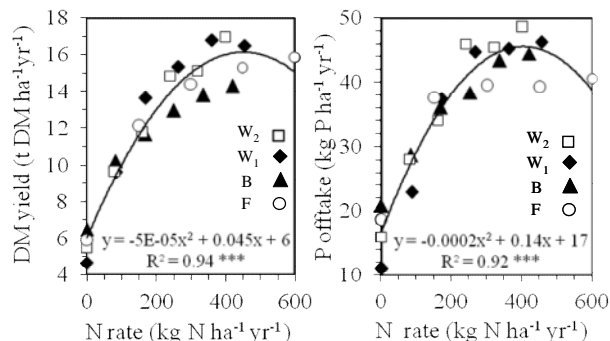 DM yield (t DM ha-1yr-1)
18
16
14
12
10
8
6
4
W2
W1
B
F
y = -5E-05x2 + 0.045x + 6
R2 = 0.94 ***
0 200 400 600
N rate (kg N ha-1 yr-1)
P offtake (kg P ha-1 yr-1)
50
40
30
20
10
W2
W1
B
F
y = -0.0002x2 + 0.14x + 17
R2 = 0.92 ***
0 200 400 600
N rate (kg N ha-1 yr-1)